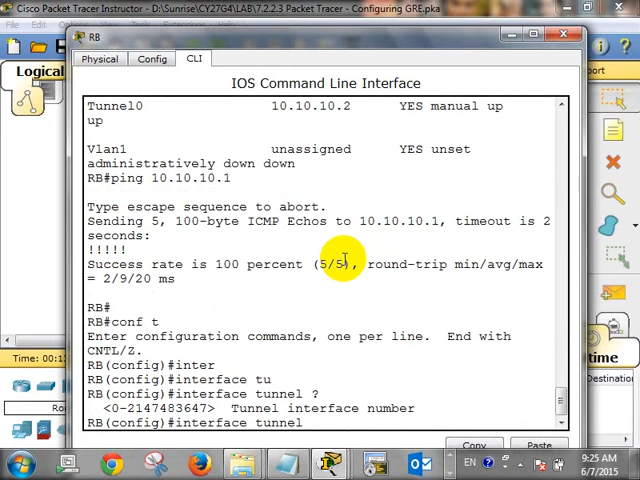 Cisco Packet Tracer Instructor - D:\Sunrise\CY27G4\LAB\7.2.2.3 Packet Tracer - Configuring GRE.pka
File
RB
Logical
Physical
Config
CLI
IOS Command Line Interface
Tunnel0 10.10.10.2 YES manual up
up
Vlan1 unassigned YES unset
administratively down down
RB#ping 10.10.10.1
Type escape sequence to abort.
Sending 5, 100-byte ICMP Echos to 10.10.10.1, timeout is 2
seconds:
!!!!!
Success rate is 100 percent (5/5), round-trip min/avg/max
= 2/9/20 ms
RB#
RB#conf t
Enter configuration commands, one per line. End with
CNTL/Z.
RB(config)#inter
RB(config)#interface tu
RB(config)#interface tunnel ?
<0-2147483647> Tunnel interface number
RB(config)#interface tunnel
Copy
Paste
Time: 00:1
time
Destination
EN
9:25 AM
6/7/2015